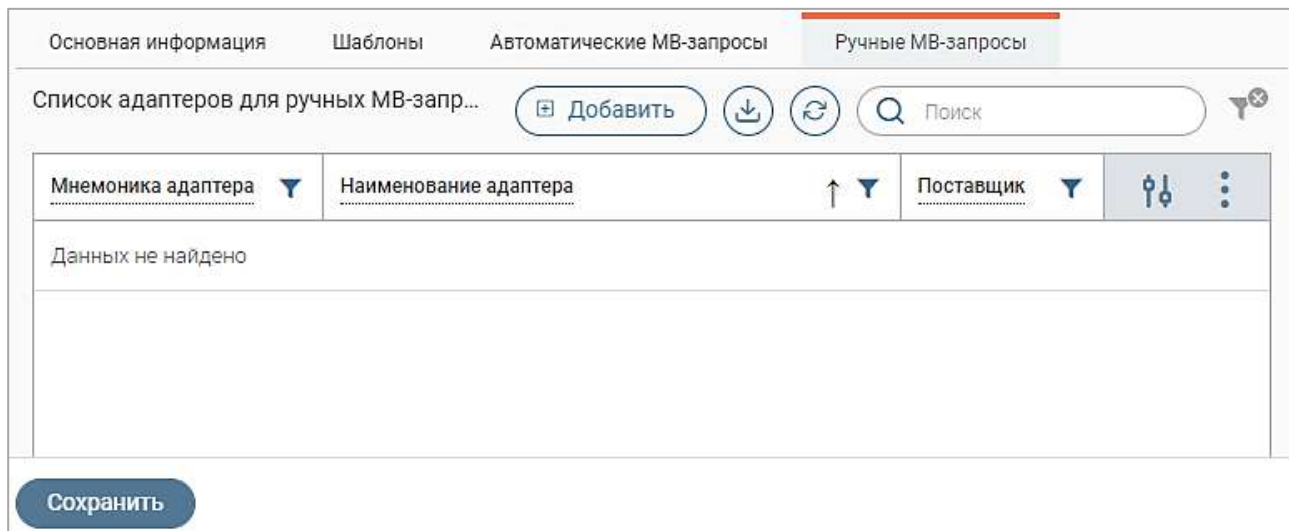 Основная информация Шаблоны Автоматические МВ-запросы Ручные МВ-запросы
Список адаптеров для ручных МВ-запр... Добавить Поиск
Мнемоника адаптера Наименование адаптера Поставщик
Данных не найдено
Сохранить